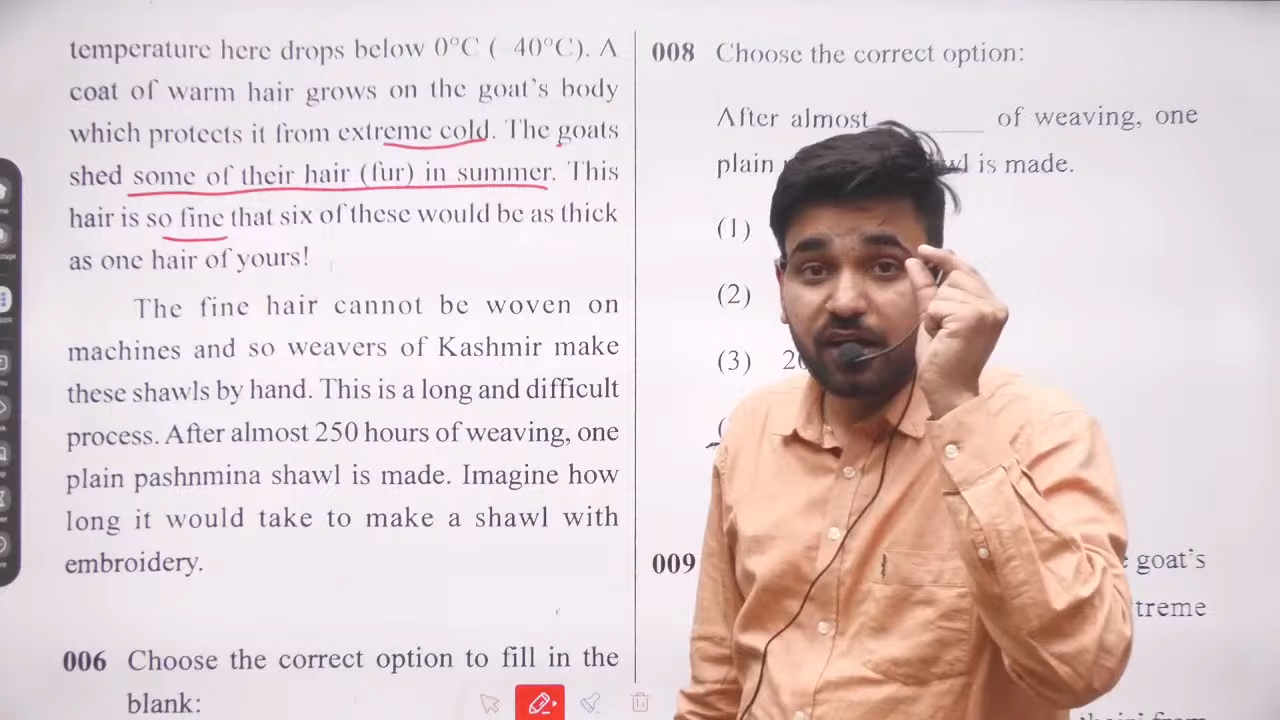 temperature here drops below 0°C (–40°C). A
coat of warm hair grows on the goat's body
which protects it from extreme cold. The goats
shed some of their hair (fur) in summer. This
hair is so fine that six of these would be as thick
as one hair of yours!
The fine hair cannot be woven on
machines and so weavers of Kashmir make
these shawls by hand. This is a long and difficult
process. After almost 250 hours of weaving, one
plain pashnmina shawl is made. Imagine how
long it would take to make a shawl with
embroidery.
006 Choose the correct option to fill in the
blank:
008 Choose the correct option:
After almost ________ of weaving, one
plain is made.
(1)
(2)
(3)
009 goat's